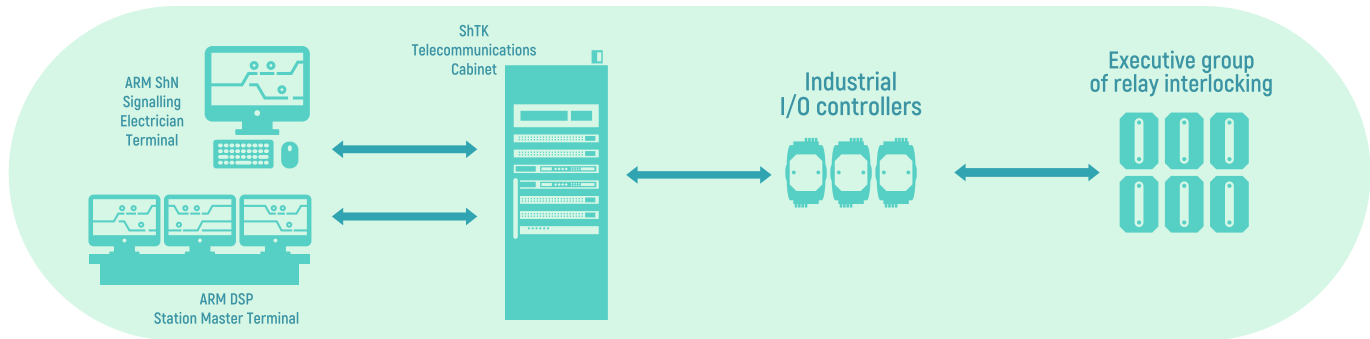 ARM ShN
Signalling
Electrician
Terminal
ARM DSP
Station Master Terminal
ShTK
Telecommunications
Cabinet
Industrial
I/O controllers
Executive group
of relay interlocking